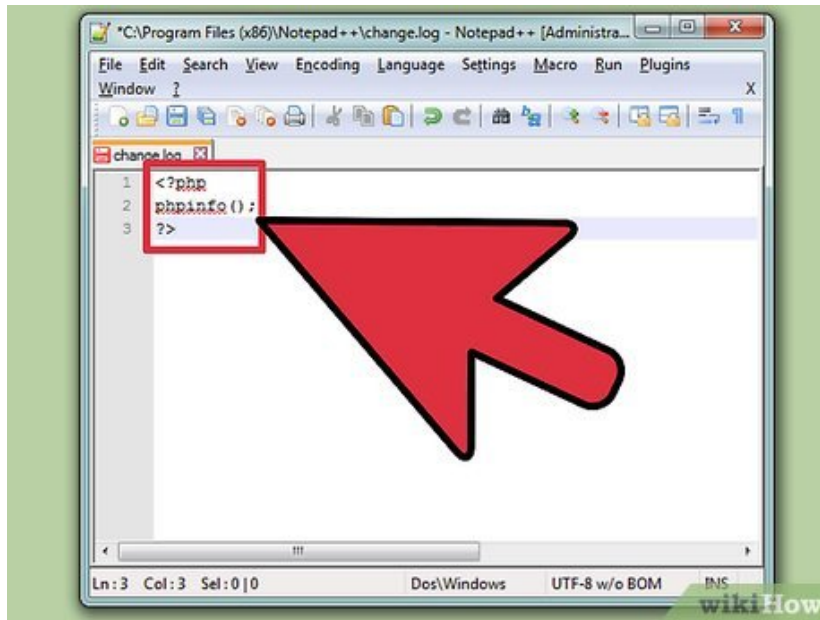 *C:\Program Files (x86)\Notepad++\change.log - Notepad++ [Administra...
File Edit Search View Encoding Language Settings Macro Run Plugins
Window ? X
change.log
1 <?php
2 phpinfo();
3 ?>
Ln:3 Col:3 Sel:0|0 Dos\Windows UTF-8 w/o BOM INS
wikiHow